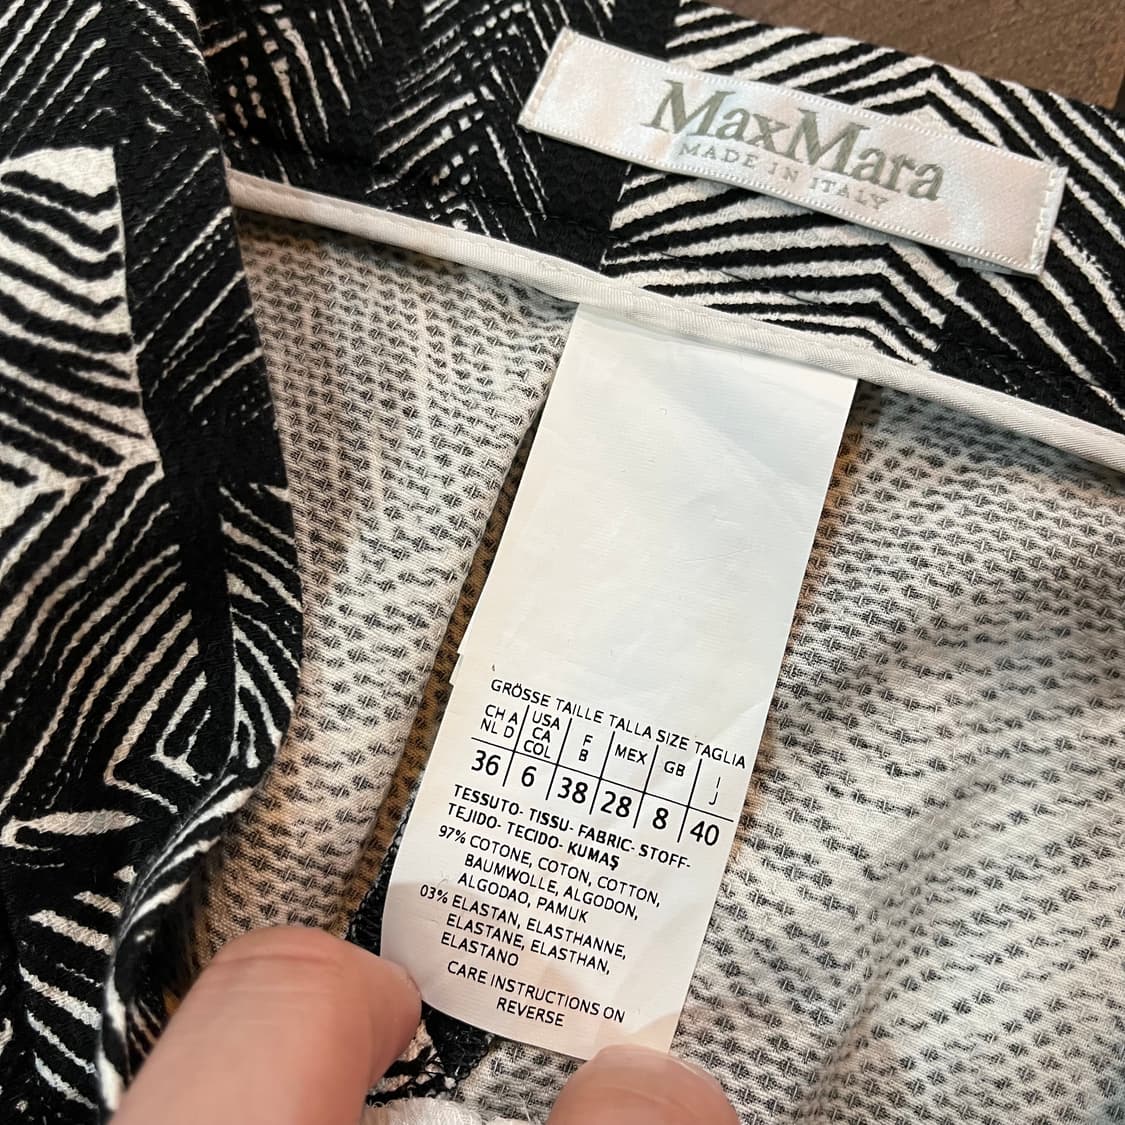 MaxMara
MADE IN ITALY
GRÖSSE TAILLE TALLA SIZE TAGLIA
CH A USA F MEX GB I
NL D CA B J
COL
36 6 38 28 8 40
TESSUTO- TISSU- FABRIC- STOFF-
TEJIDO- TECIDO- KUMAŞ
97% COTONE, COTON, COTTON,
BAUMWOLLE, ALGODON,
ALGODAO, PAMUK
03% ELASTAN, ELASTHANNE,
ELASTANE, ELASTHAN,
ELASTANO
CARE INSTRUCTIONS ON
REVERSE